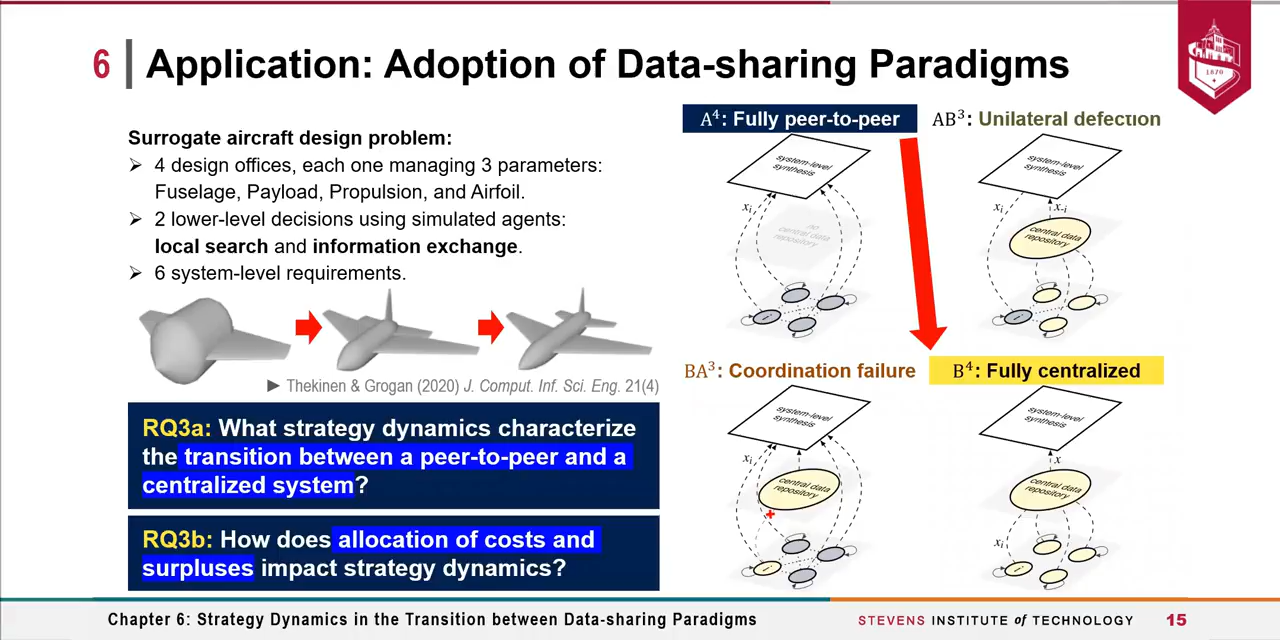 6
Application: Adoption of Data-sharing Paradigms
1870
Surrogate aircraft design problem:
➢ 4 design offices, each one managing 3 parameters:
Fuselage, Payload, Propulsion, and Airfoil.
➢ 2 lower-level decisions using simulated agents:
local search and information exchange.
➢ 6 system-level requirements.
► Thekinen & Grogan (2020) J. Comput. Inf. Sci. Eng. 21(4)
RQ3a: What strategy dynamics characterize
the transition between a peer-to-peer and a
centralized system?
RQ3b: How does allocation of costs and
surpluses impact strategy dynamics?
A⁴: Fully peer-to-peer
system-level
synthesis
xᵢ
no
central data
repository
AB³: Unilateral defection
system-level
synthesis
xᵢ
x₋ᵢ
central data
repository
BA³: Coordination failure
system-level
synthesis
xᵢ
central data
repository
B⁴: Fully centralized
system-level
synthesis
x
central data
repository
xᵢ
Chapter 6: Strategy Dynamics in the Transition between Data-sharing Paradigms
STEVENS INSTITUTE of TECHNOLOGY
15